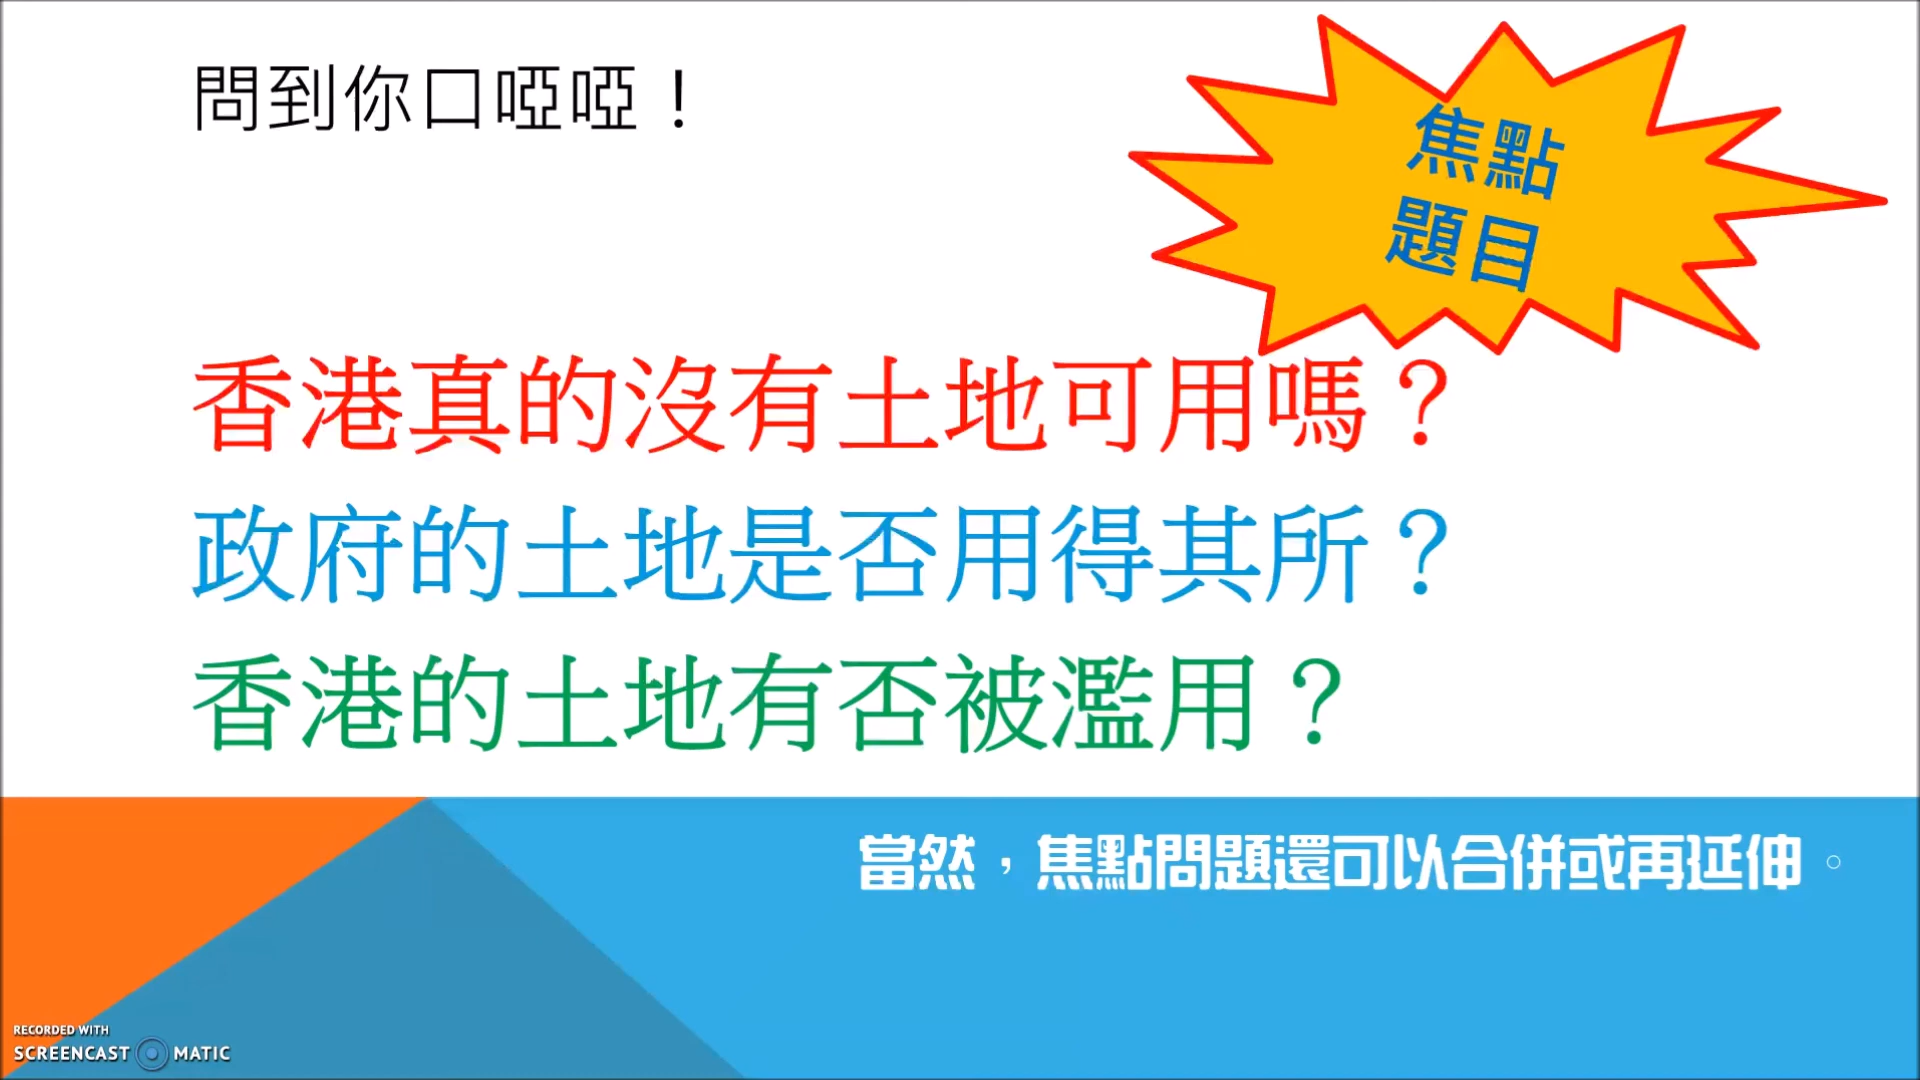 問到你口啞啞！
焦點
題目
香港真的沒有土地可用嗎？
政府的土地是否用得其所？
香港的土地有否被濫用？
當然，焦點問題還可以合併或再延伸。
RECORDED WITH
SCREENCAST MATIC